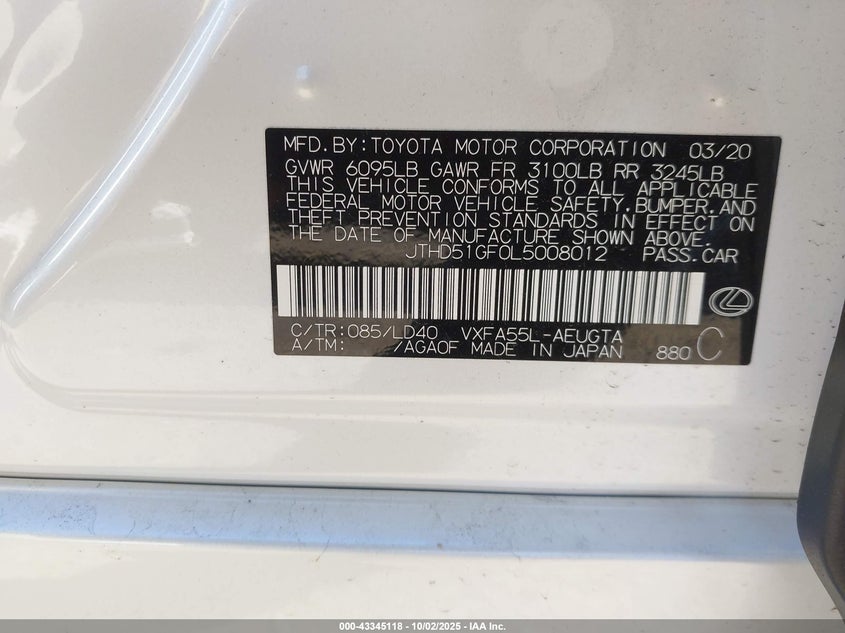 MFD.BY:TOYOTA MOTOR CORPORATION 03/20
GVWR 6095LB GAWR FR 3100LB RR 3245LB
THIS VEHICLE CONFORMS TO ALL APPLICABLE
FEDERAL MOTOR VEHICLE SAFETY,BUMPER,AND
THEFT PREVENTION STANDARDS IN EFFECT ON
THE DATE OF MANUFACTURE SHOWN ABOVE.
JTHD51GF0L5008012 PASS.CAR
C/TR:085/LD40 VXFA55L-AEUGTA
A/TM: /AGA0F MADE IN JAPAN 880 C
000-43345118 - 10/02/2025 - IAA Inc.